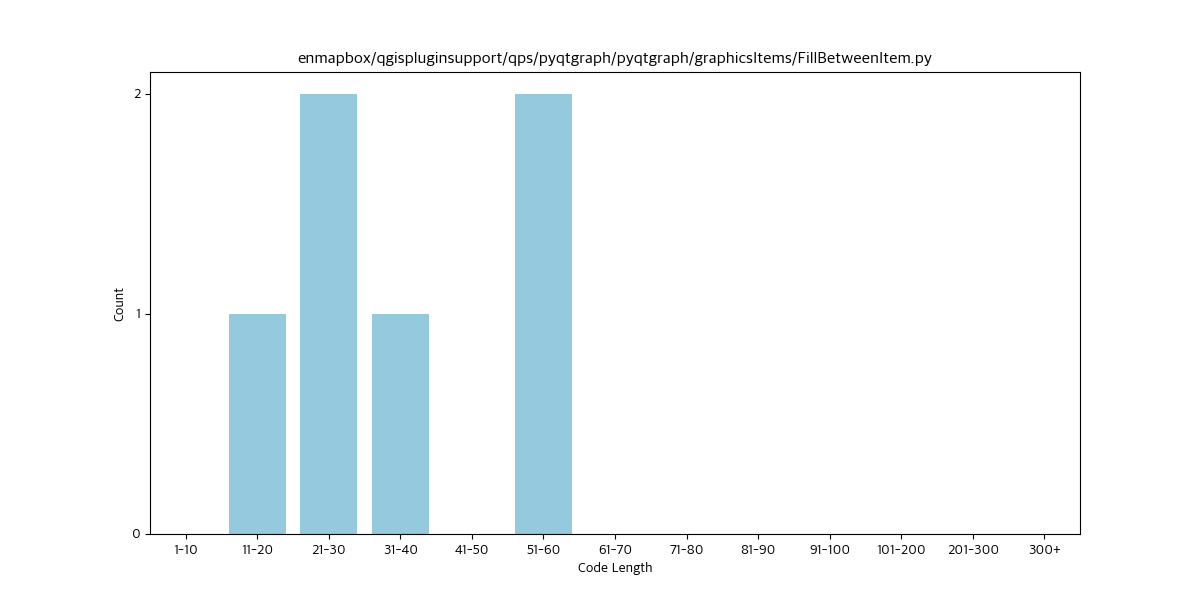 enmapbox/qgispluginsupport/qps/pyqtgraph/pyqtgraph/graphicsItems/FillBetweenItem.py
2
1
0
Count
1-10 11-20 21-30 31-40 41-50 51-60 61-70 71-80 81-90 91-100 101-200 201-300 300+
Code Length